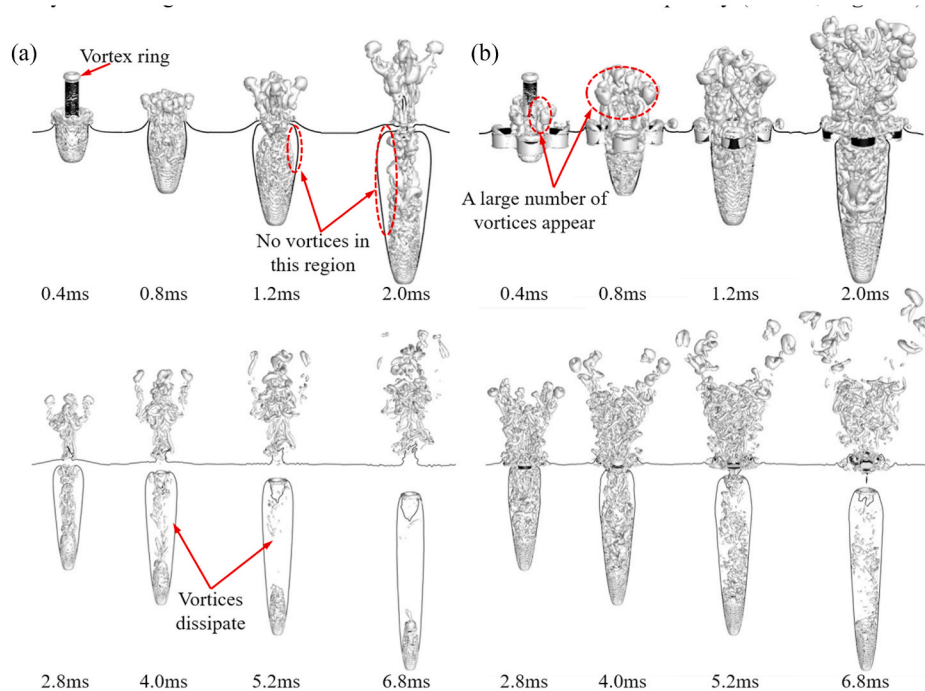 (a)
Vortex ring
No vortices in
this region
0.4ms
0.8ms
1.2ms
2.0ms
(b)
A large number of
vortices appear
0.4ms
0.8ms
1.2ms
2.0ms
Vortices
dissipate
2.8ms
4.0ms
5.2ms
6.8ms
2.8ms
4.0ms
5.2ms
6.8ms